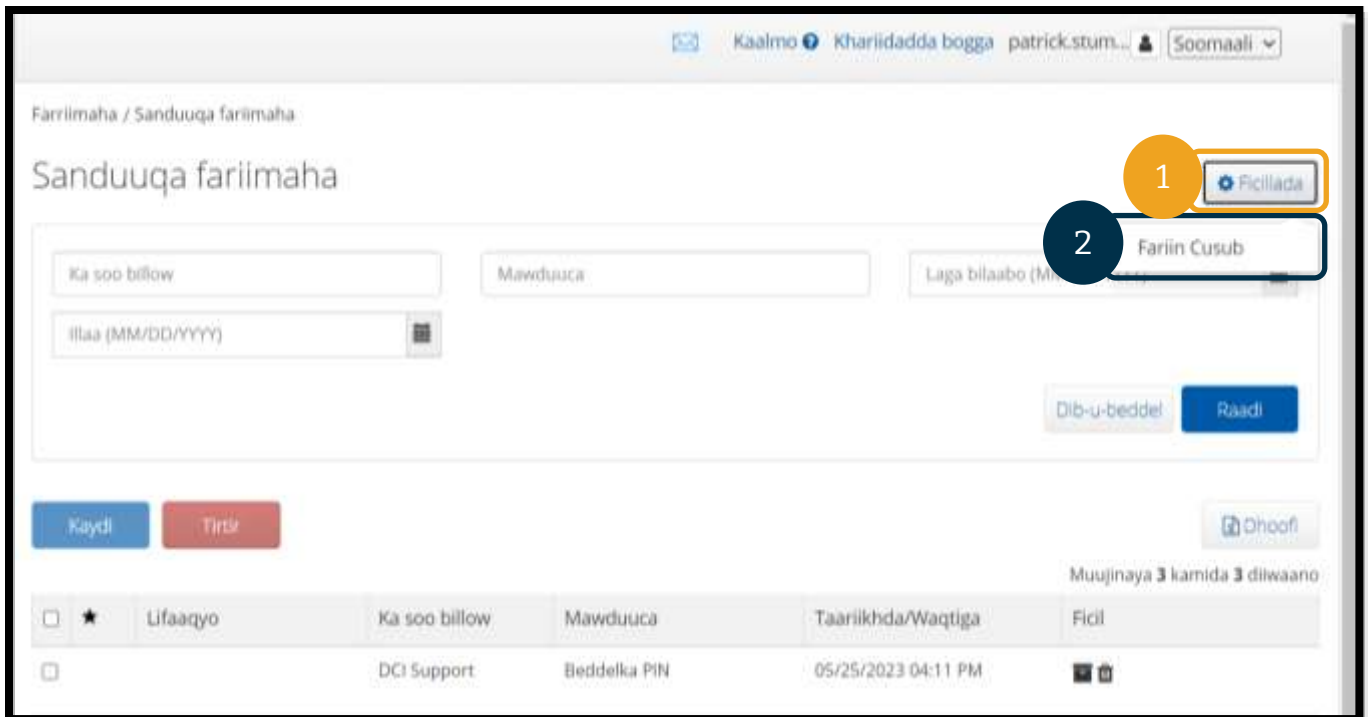 Kaalmo Khariidadda bogga patrick.stum... Soomaali
Farriimaha / Sanduuqa fariimaha
Sanduuqa fariimaha
1
Ficillada
2
Fariin Cusub
Ka soo billow Mawduuca Laga bilaabo (M
Illaa (MM/DD/YYYY)
Dib-u-beddel Raadi
Kaydi Tirtir
Dhoofi
Muujinaya 3 kamida 3 diiwaano
Lifaaqyo Ka soo billow Mawduuca Taariikhda/Waqtiga Ficil
DCI Support Beddelka PIN 05/25/2023 04:11 PM